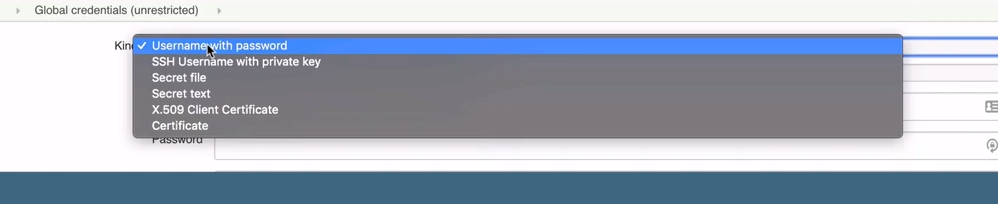 Global credentials (unrestricted)
Kind
✓ Username with password
SSH Username with private key
Secret file
Secret text
X.509 Client Certificate
Certificate
Password